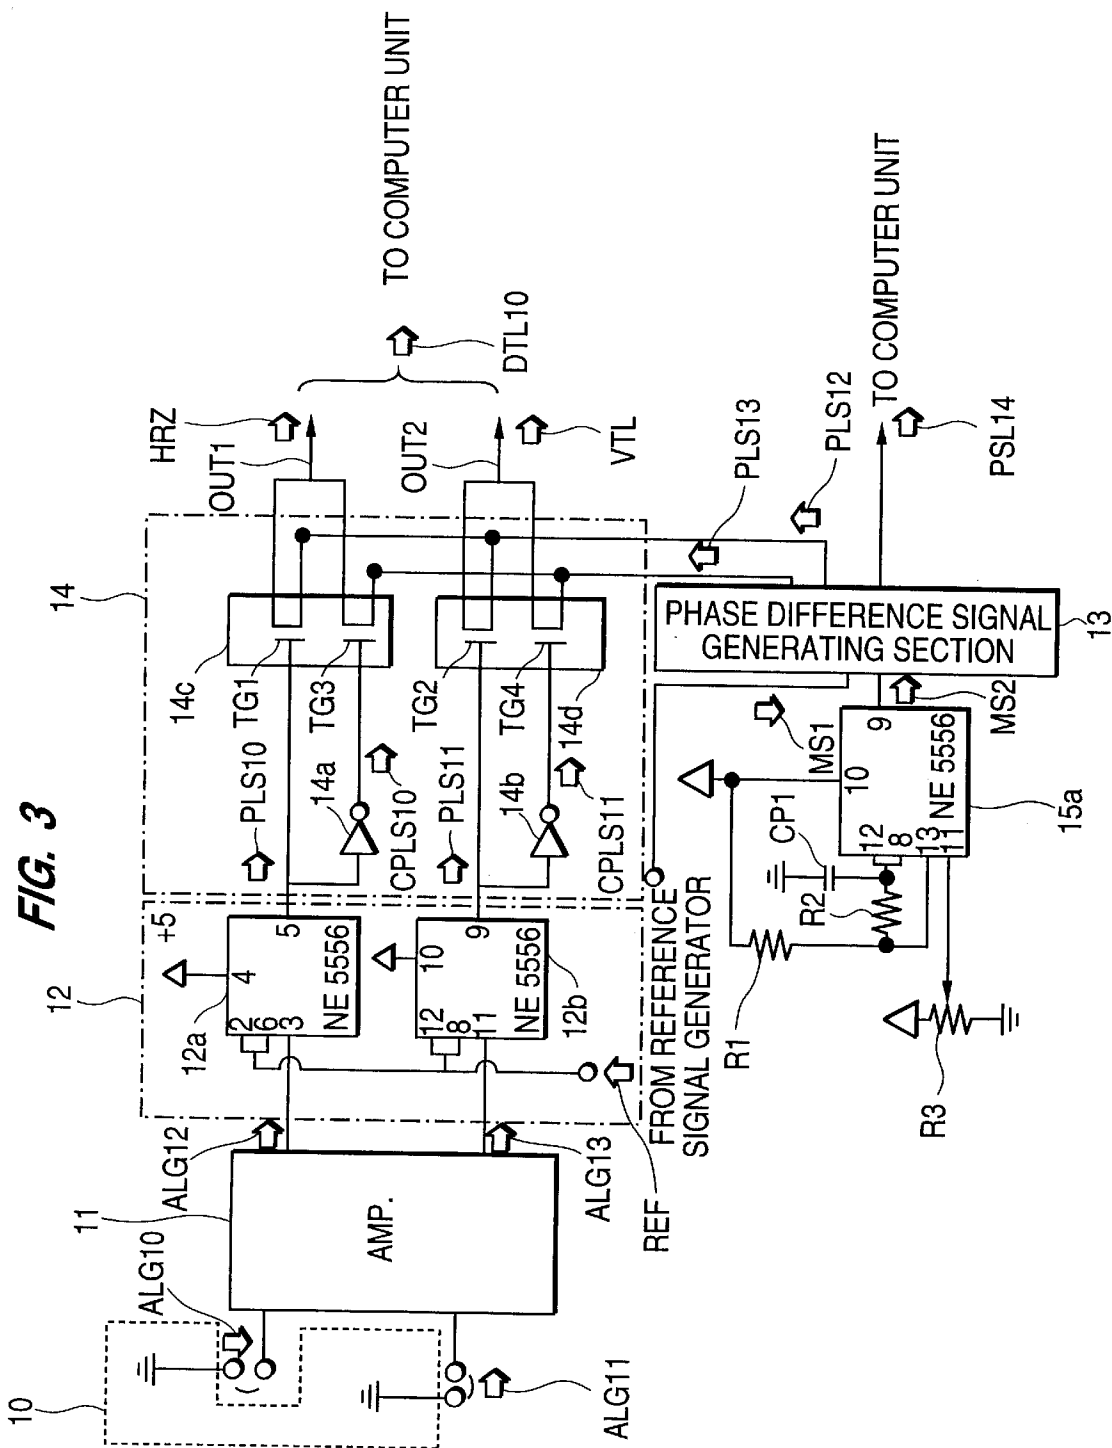 FIG. 3
10
ALG10
ALG11
11
AMP.
ALG12
ALG13
REF
12
+5
12a
2
6
3
4
5
NE 5556
12b
12
8
11
10
9
NE 5556
14
PLS10
14a
CPLS10
PLS11
14b
CPLS11
14c
TG1
TG3
TG2
TG4
14d
HRZ
OUT1
OUT2
VTL
DTL10
TO COMPUTER UNIT
FROM REFERENCE
SIGNAL GENERATOR
R1
R2
R3
CP1
12
8
13
11
10
9
NE 5556
15a
MS1
MS2
PHASE DIFFERENCE SIGNAL
GENERATING SECTION
13
PLS13
PLS12
TO COMPUTER UNIT
PSL14